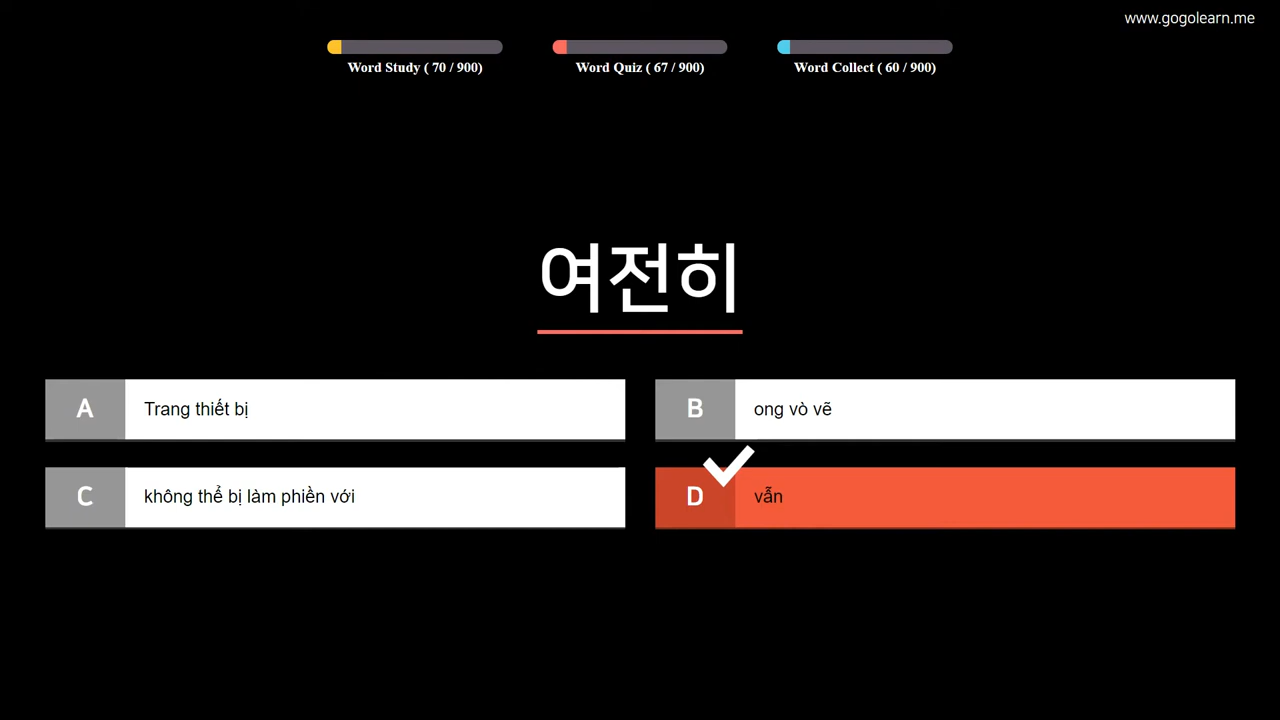 www.gogolearn.me
Word Study ( 70 / 900)
Word Quiz ( 67 / 900)
Word Collect ( 60 / 900)
여전히
A Trang thiết bị
B ong vò vẽ
C không thể bị làm phiền với
D vẫn